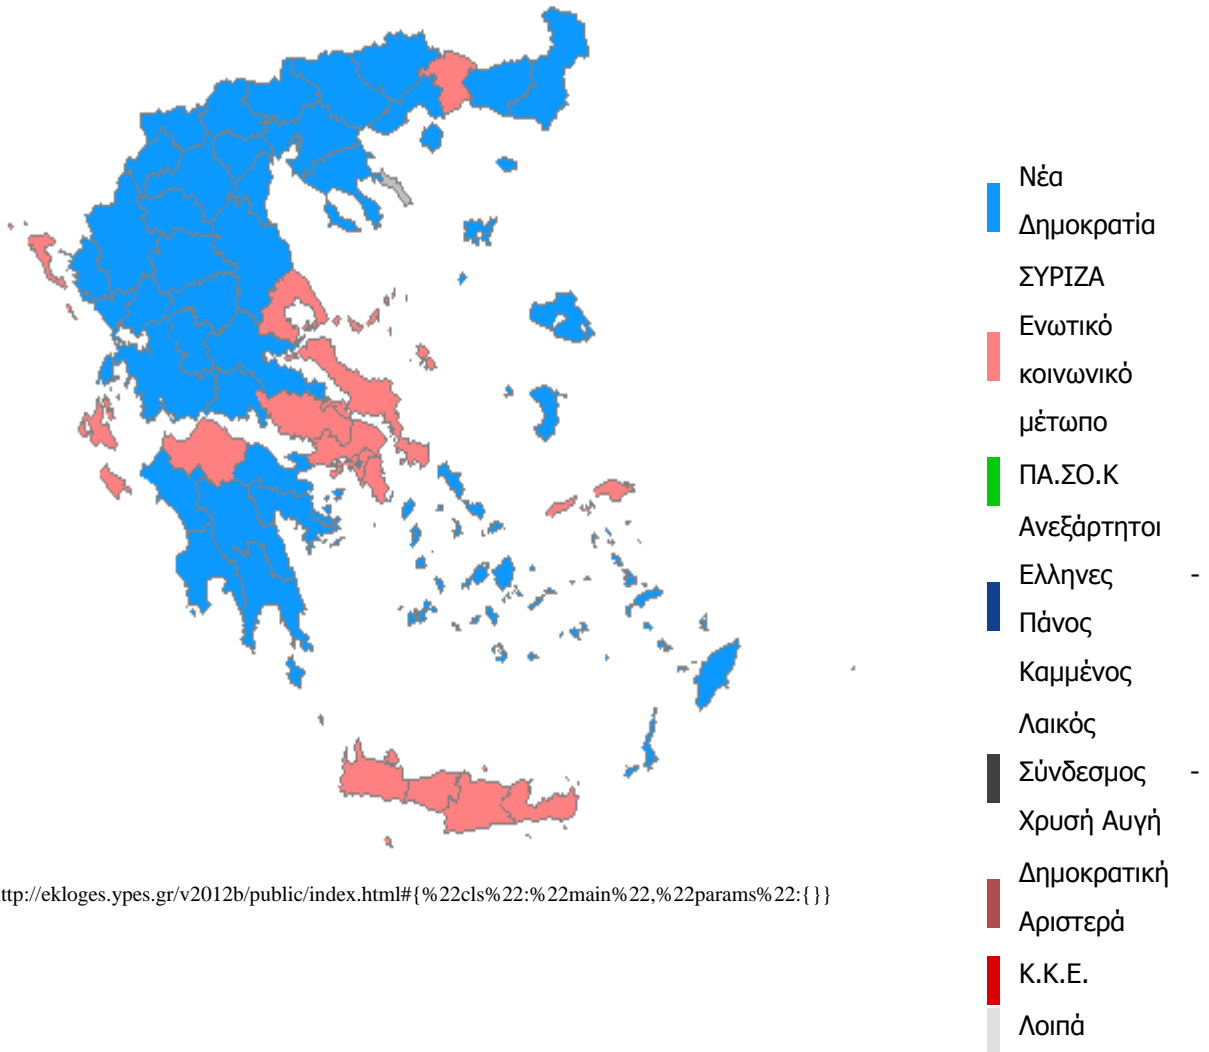 Νέα
Δημοκρατία
ΣΥΡΙΖΑ
Ενωτικό
κοινωνικό
μέτωπο
ΠΑ.ΣΟ.Κ
Ανεξάρτητοι
Ελληνες -
Πάνος
Καμμένος
Λαικός
Σύνδεσμος -
Χρυσή Αυγή
Δημοκρατική
Αριστερά
Κ.Κ.Ε.
Λοιπά
ttp://ekloges.ypes.gr/v2012b/public/index.html#{%22cls%22:%22main%22,%22params%22:{}}